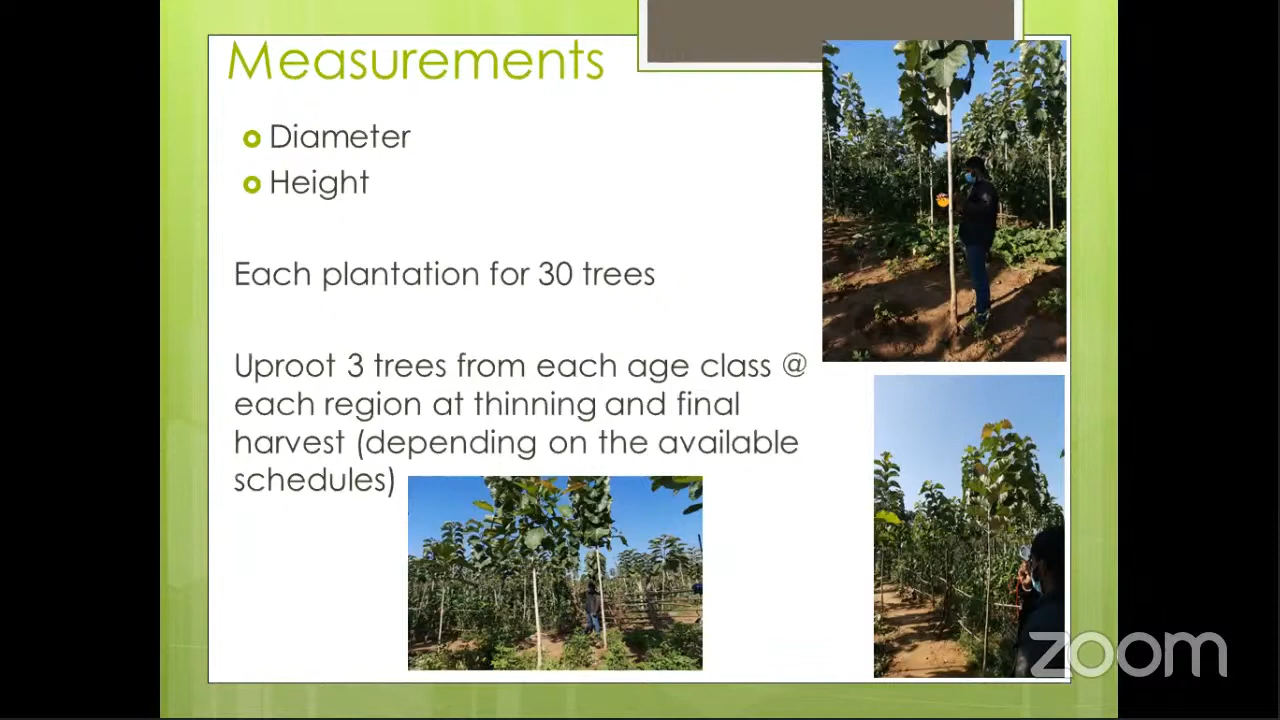 Measurements
Diameter
Height
Each plantation for 30 trees
Uproot 3 trees from each age class @
each region at thinning and final
harvest (depending on the available
schedules)
zoom